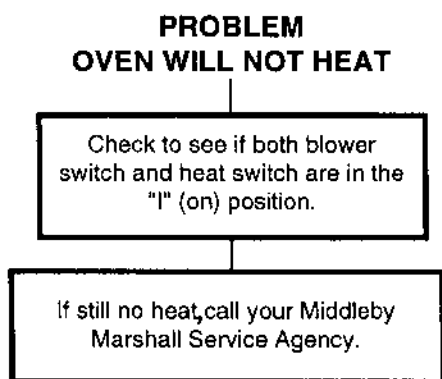 PROBLEM
OVEN WILL NOT HEAT
Check to see if both blower
switch and heat switch are in the
"I" (on) position.
If still no heat,call your Middleby
Marshall Service Agency.